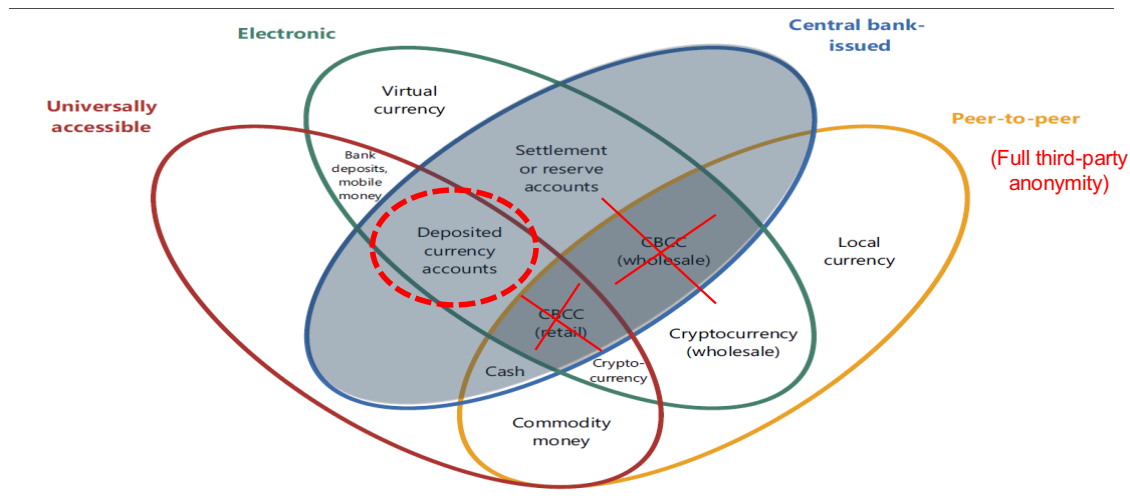 Electronic
Central bank-
issued
Universally
accessible
Virtual
currency
Peer-to-peer
(Full third-party
anonymity)
Bank
deposits,
mobile
money
Settlement
or reserve
accounts
Deposited
currency
accounts
CBCC
(wholesale)
Local
currency
CBCC
(retail)
Cryptocurrency
(wholesale)
Cash
Crypto-
currency
Commodity
money